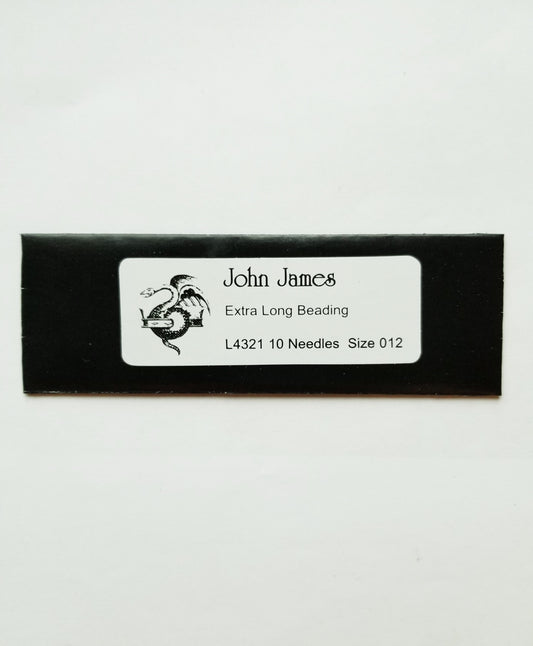 John James
Extra Long Beading
L4321 10 Needles Size 012